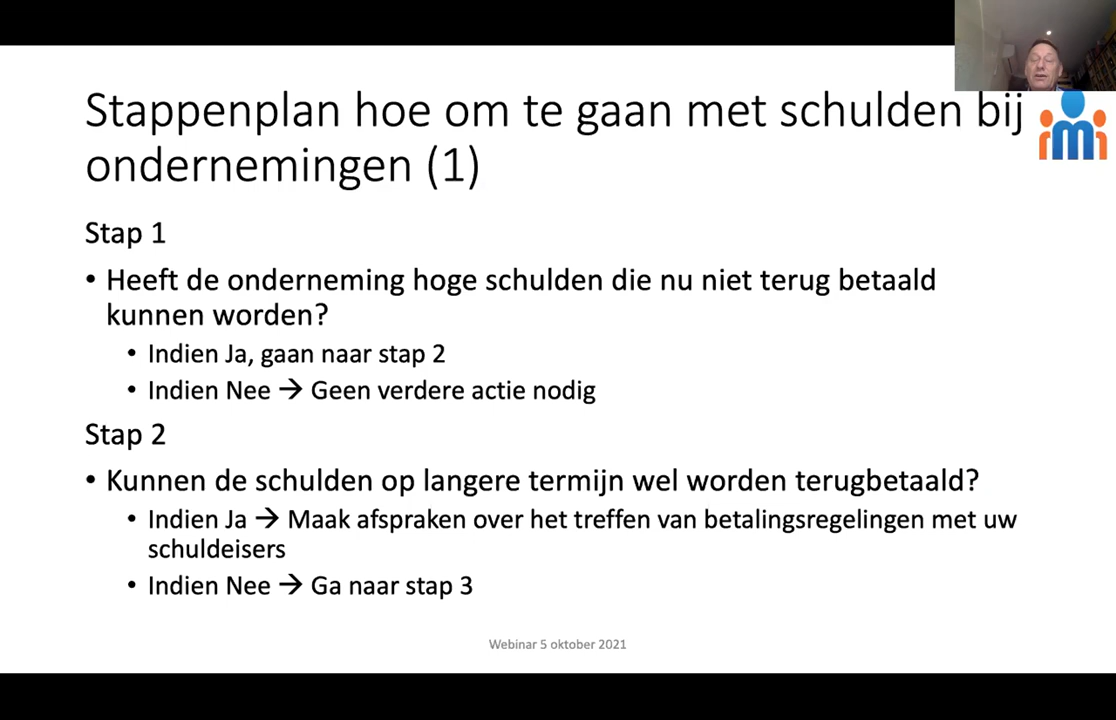 Stappenplan hoe om te gaan met schulden bij
ondernemingen (1)
Stap 1
• Heeft de onderneming hoge schulden die nu niet terug betaald
kunnen worden?
• Indien Ja, gaan naar stap 2
• Indien Nee → Geen verdere actie nodig
Stap 2
• Kunnen de schulden op langere termijn wel worden terugbetaald?
• Indien Ja → Maak afspraken over het treffen van betalingsregelingen met uw
schuldeisers
• Indien Nee → Ga naar stap 3
Webinar 5 oktober 2021